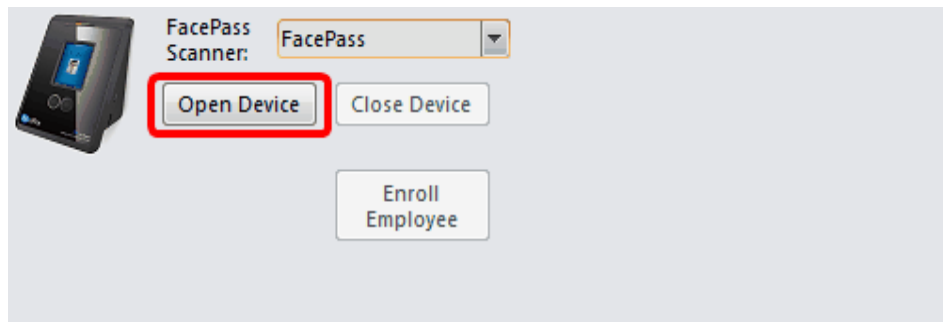 FacePass
Scanner:
FacePass
Open Device
Close Device
Enroll
Employee